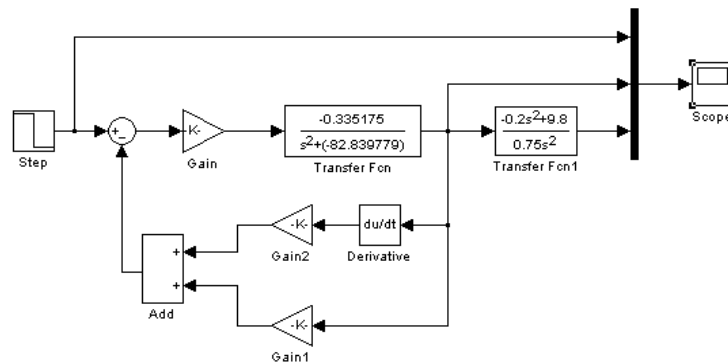 Step
+
−
K-
Gain
-0.335175
s²+(-82.839779)
Transfer Fcn
-0.2s²+9.8
0.75s²
Transfer Fcn1
Scope
+
+
Add
-K-
Gain2
du/dt
Derivative
-K-
Gain1